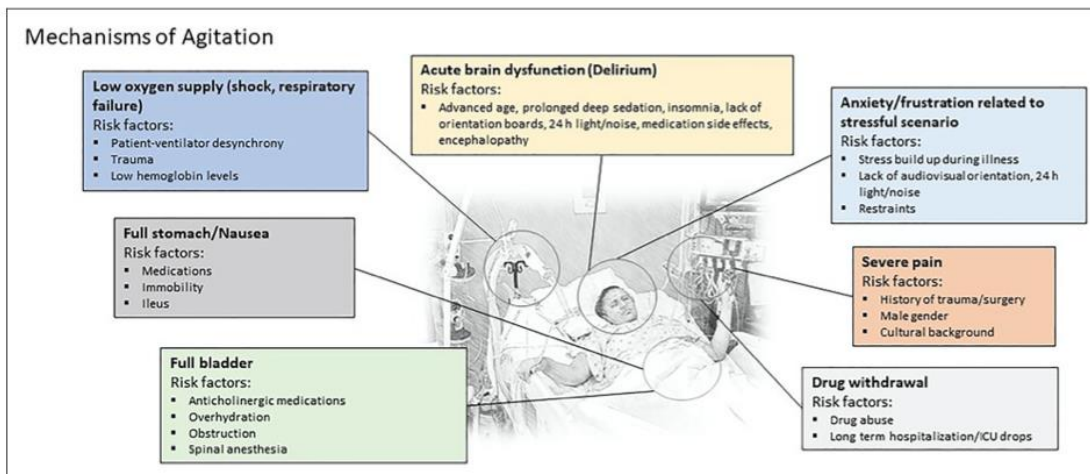 Mechanisms of Agitation
Low oxygen supply (shock, respiratory
failure)
Risk factors:
▪ Patient-ventilator desynchrony
▪ Trauma
▪ Low hemoglobin levels
Acute brain dysfunction (Delirium)
Risk factors:
▪ Advanced age, prolonged deep sedation, insomnia, lack of
orientation boards, 24 h light/noise, medication side effects,
encephalopathy
Anxiety/frustration related to
stressful scenario
Risk factors:
▪ Stress build up during illness
▪ Lack of audiovisual orientation, 24 h
light/noise
▪ Restraints
Full stomach/Nausea
Risk factors:
▪ Medications
▪ Immobility
▪ Ileus
Severe pain
Risk factors:
▪ History of trauma/surgery
▪ Male gender
▪ Cultural background
Full bladder
Risk factors:
▪ Anticholinergic medications
▪ Overhydration
▪ Obstruction
▪ Spinal anesthesia
Drug withdrawal
Risk factors:
▪ Drug abuse
▪ Long term hospitalization/ICU drops